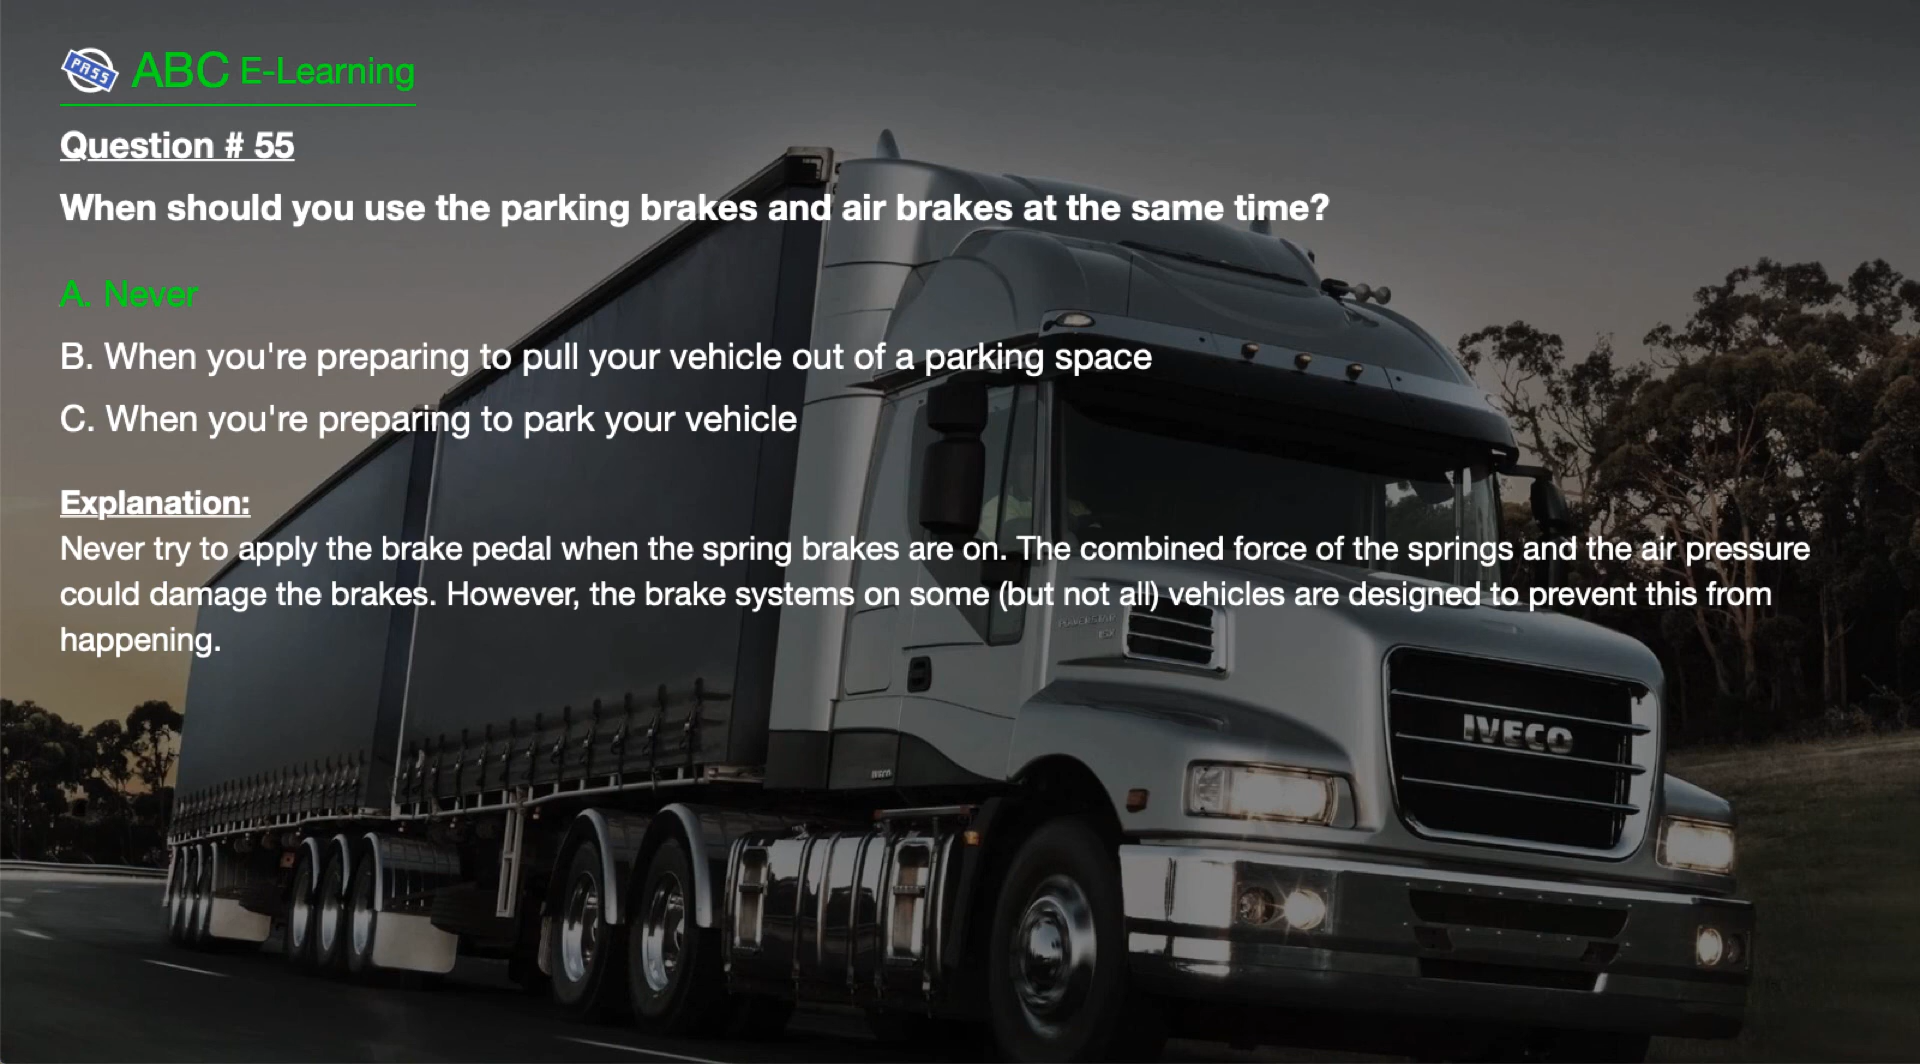 PASS ABC E-Learning
Question # 55
When should you use the parking brakes and air brakes at the same time?
A. Never
B. When you're preparing to pull your vehicle out of a parking space
C. When you're preparing to park your vehicle
Explanation:
Never try to apply the brake pedal when the spring brakes are on. The combined force of the springs and the air pressure
could damage the brakes. However, the brake systems on some (but not all) vehicles are designed to prevent this from
happening.
IVECO
IVECO